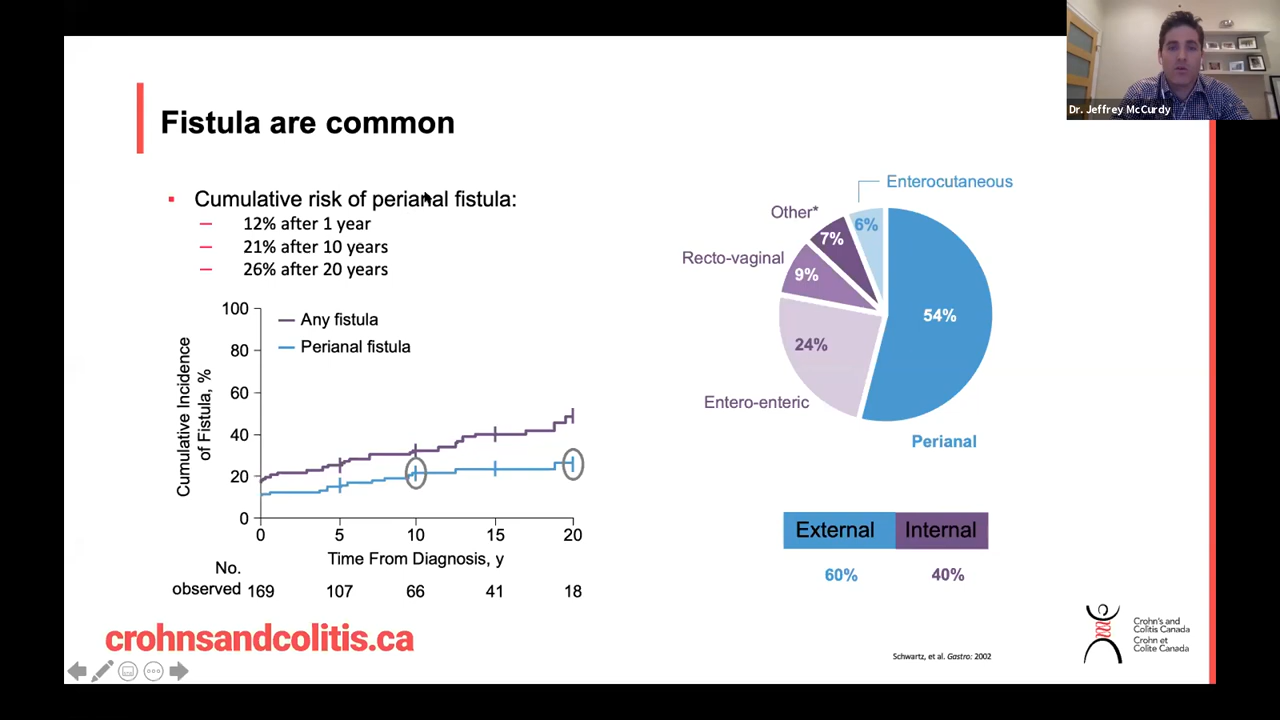 Dr. Jeffrey McCurdy
Fistula are common
Cumulative risk of perianal fistula:
12% after 1 year
21% after 10 years
26% after 20 years
Cumulative Incidence
of Fistula, %
100
80
60
40
20
0
Any fistula
Perianal fistula
0 5 10 15 20
Time From Diagnosis, y
No.
observed 169 107 66 41 18
Enterocutaneous
6%
Other*
7%
Recto-vaginal
9%
54%
24%
Entero-enteric
Perianal
External Internal
60% 40%
crohnsandcolitis.ca
Schwartz, et al. Gastro: 2002
Crohn's and
Colitis Canada
Crohn et
Colite Canada